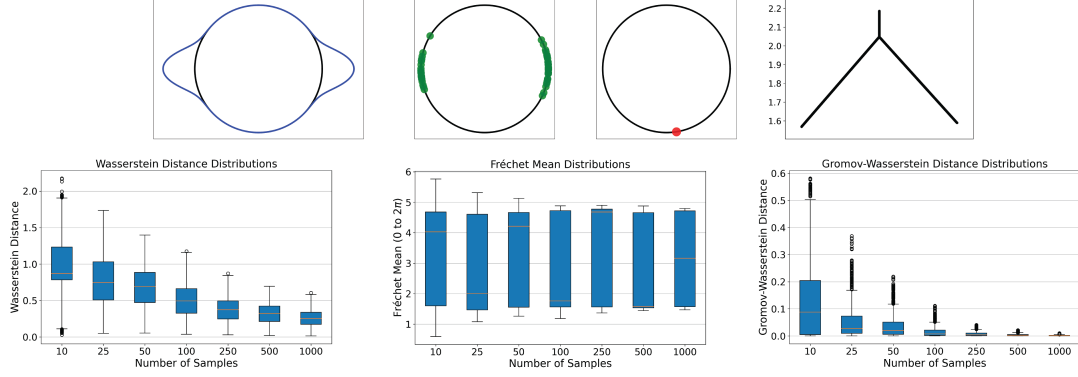 2.2
2.1
2.0
1.9
1.8
1.7
1.6
Wasserstein Distance Distributions
Wasserstein Distance
2.0
1.5
1.0
0.5
0.0
10 25 50 100 250 500 1000
Number of Samples
Fréchet Mean Distributions
Fréchet Mean (0 to 2π)
6
5
4
3
2
1
10 25 50 100 250 500 1000
Number of Samples
Gromov-Wasserstein Distance Distributions
Gromov-Wasserstein Distance
0.6
0.5
0.4
0.3
0.2
0.1
0.0
10 25 50 100 250 500 1000
Number of Samples